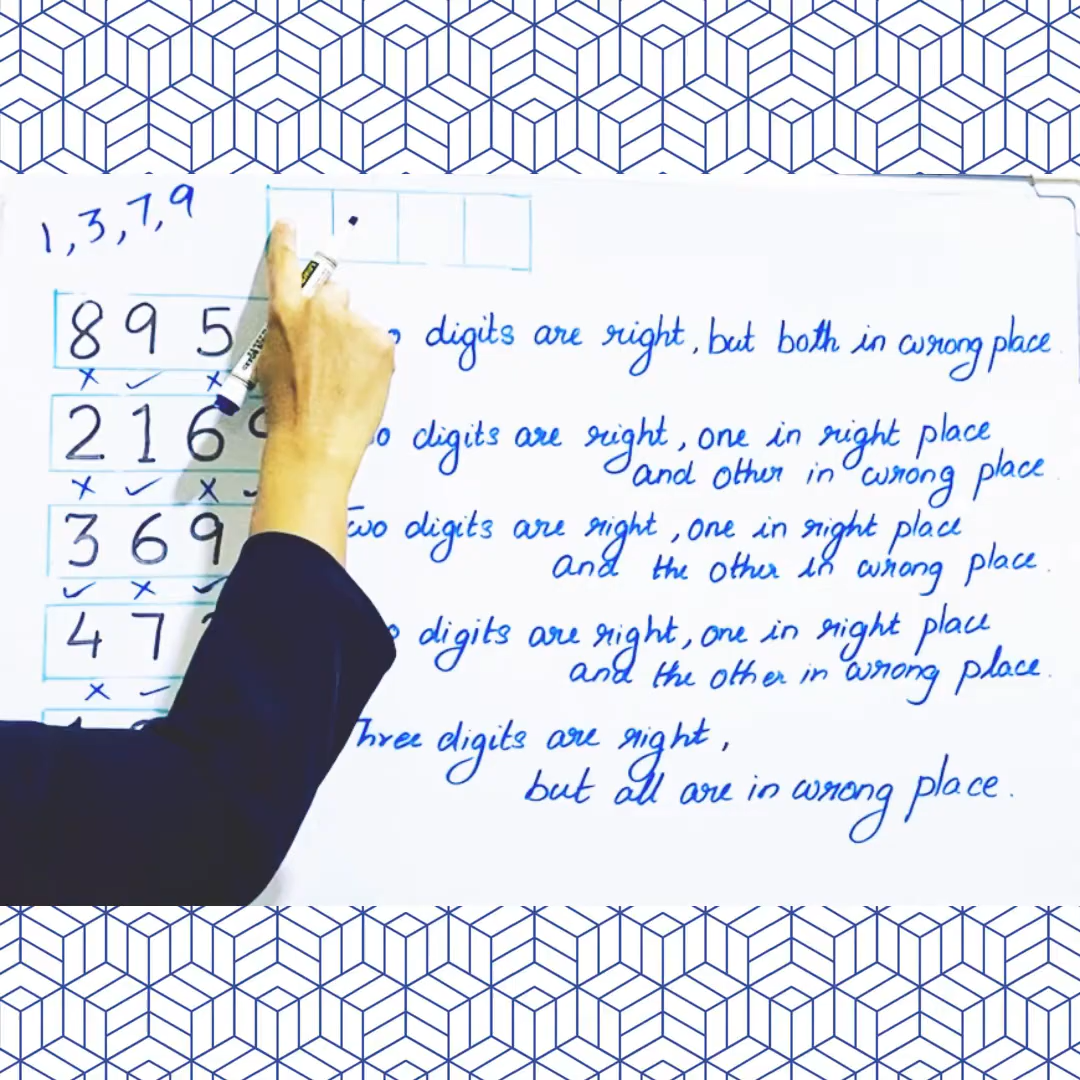 1, 3, 7, 9
8 9 5
digits are right, but both in wrong place.
× ✓ ×
2 1 6
digits are right, one in right place
and other in wrong place.
× ✓ ×
3 6 9
Two digits are right, one in right place
and the other in wrong place.
✓ × ✓
4 7
digits are right, one in right place
and the other in wrong place.
× ✓
Three digits are right,
but all are in wrong place.